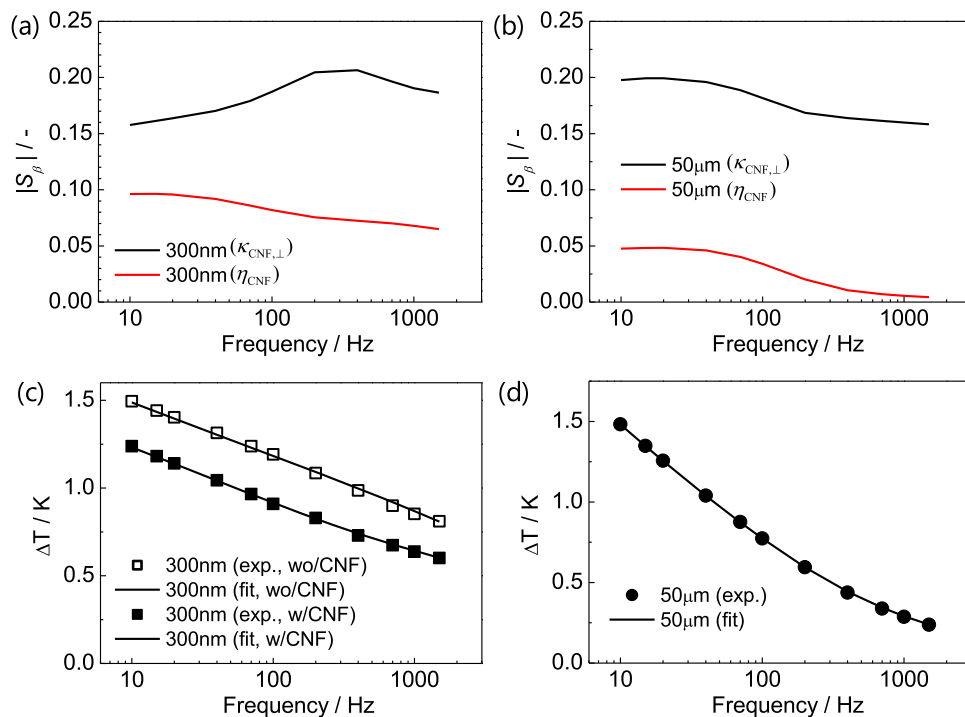 (a)
0.25
0.20
0.15
0.10
0.05
0.00
|Sβ| / -
300nm (κCNF,⊥)
300nm (ηCNF)
10 100 1000
Frequency / Hz
(b)
0.25
0.20
0.15
0.10
0.05
0.00
|Sβ| / -
50μm (κCNF,⊥)
50μm (ηCNF)
10 100 1000
Frequency / Hz
(c)
1.5
1.0
0.5
0.0
ΔT / K
300nm (exp., wo/CNF)
300nm (fit, wo/CNF)
300nm (exp., w/CNF)
300nm (fit, w/CNF)
10 100 1000
Frequency / Hz
(d)
1.5
1.0
0.5
0.0
ΔT / K
50μm (exp.)
50μm (fit)
10 100 1000
Frequency / Hz